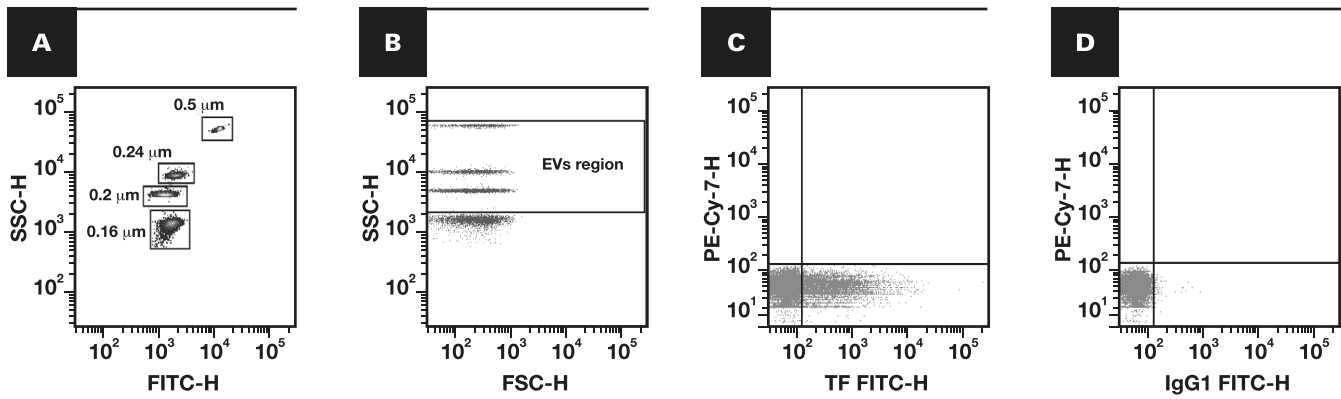 A
B
C
D
SSC-H
10⁵
10⁴
10³
10²
0.5 μm
0.24 μm
0.2 μm
0.16 μm
10² 10³ 10⁴ 10⁵
FITC-H
SSC-H
10⁵
10⁴
10³
10²
EVs region
10² 10³ 10⁴ 10⁵
FSC-H
PE-Cy-7-H
10⁵
10⁴
10³
10²
10¹
10² 10³ 10⁴ 10⁵
TF FITC-H
PE-Cy-7-H
10⁵
10⁴
10³
10²
10¹
10² 10³ 10⁴ 10⁵
IgG1 FITC-H